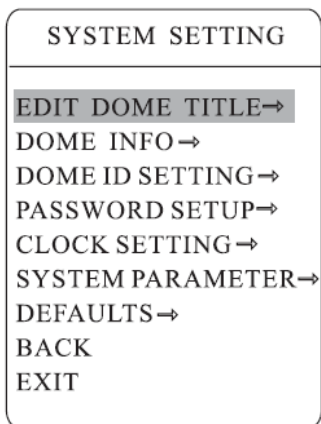 SYSTEM SETTING
EDIT DOME TITLE⇒
DOME INFO⇒
DOME ID SETTING⇒
PASSWORD SETUP⇒
CLOCK SETTING⇒
SYSTEM PARAMETER⇒
DEFAULTS⇒
BACK
EXIT